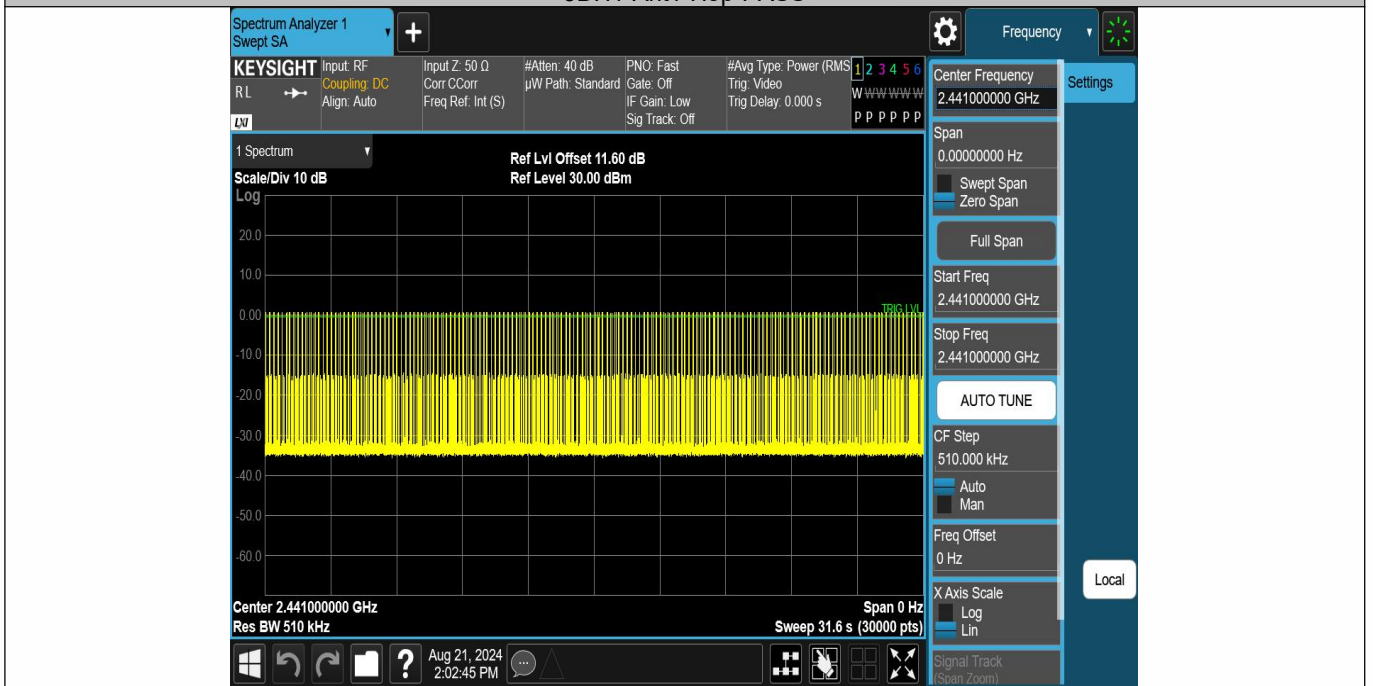 Spectrum Analyzer 1
Swept SA
Frequency
KEYSIGHT
RL
LXI
Input: RF
Coupling: DC
Align: Auto
Input Z: 50 Ω
Corr CCorr
Freq Ref: Int (S)
#Atten: 40 dB
µW Path: Standard
PNO: Fast
Gate: Off
IF Gain: Low
Sig Track: Off
#Avg Type: Power (RMS
Trig: Video
Trig Delay: 0.000 s
1 2 3 4 5 6
W W W W W W
P P P P P P
1 Spectrum
Scale/Div 10 dB
Ref Lvl Offset 11.60 dB
Ref Level 30.00 dBm
Log
20.0
10.0
0.00
-10.0
-20.0
-30.0
-40.0
-50.0
-60.0
TRIG LVL
Center 2.441000000 GHz
Res BW 510 kHz
Span 0 Hz
Sweep 31.6 s (30000 pts)
Center Frequency
2.441000000 GHz
Settings
Span
0.00000000 Hz
Swept Span
Zero Span
Full Span
Start Freq
2.441000000 GHz
Stop Freq
2.441000000 GHz
AUTO TUNE
CF Step
510.000 kHz
Auto
Man
Freq Offset
0 Hz
X Axis Scale
Log
Lin
Signal Track
(Span Zoom)
Local
?
Aug 21, 2024
2:02:45 PM